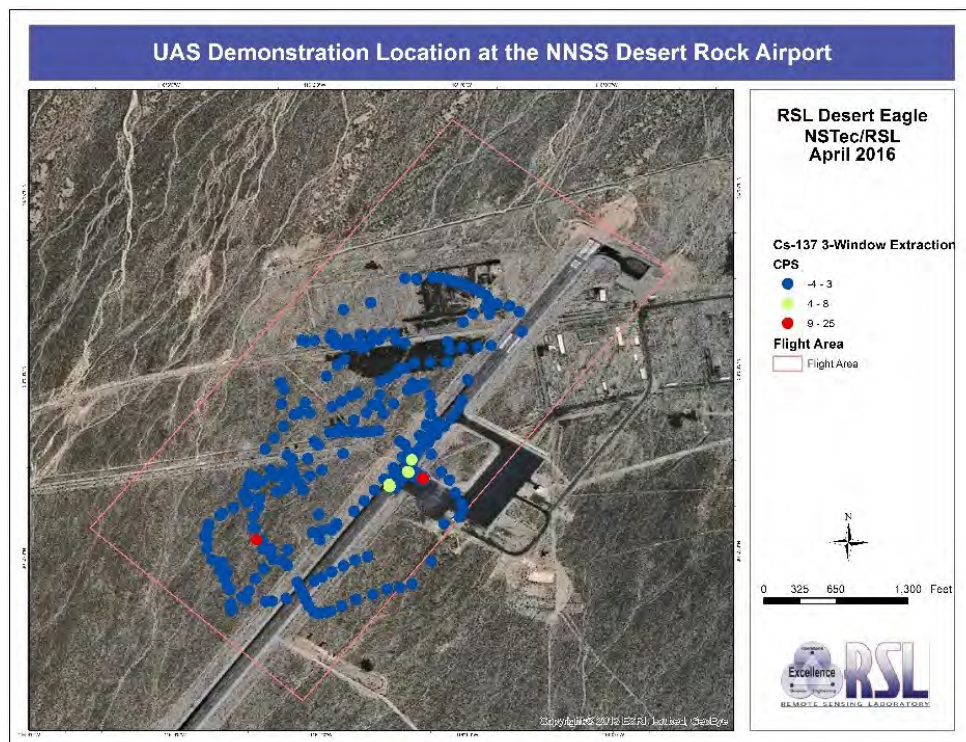 UAS Demonstration Location at the NNSS Desert Rock Airport
RSL Desert Eagle
NSTec/RSL
April 2016
Cs-137 3-Window Extraction
CPS
-4 - 3
4 - 8
9 - 25
Flight Area
Flight Area
N
0 325 650 1,300 Feet
Excellence
RSL
REMOTE SENSING LABORATORY